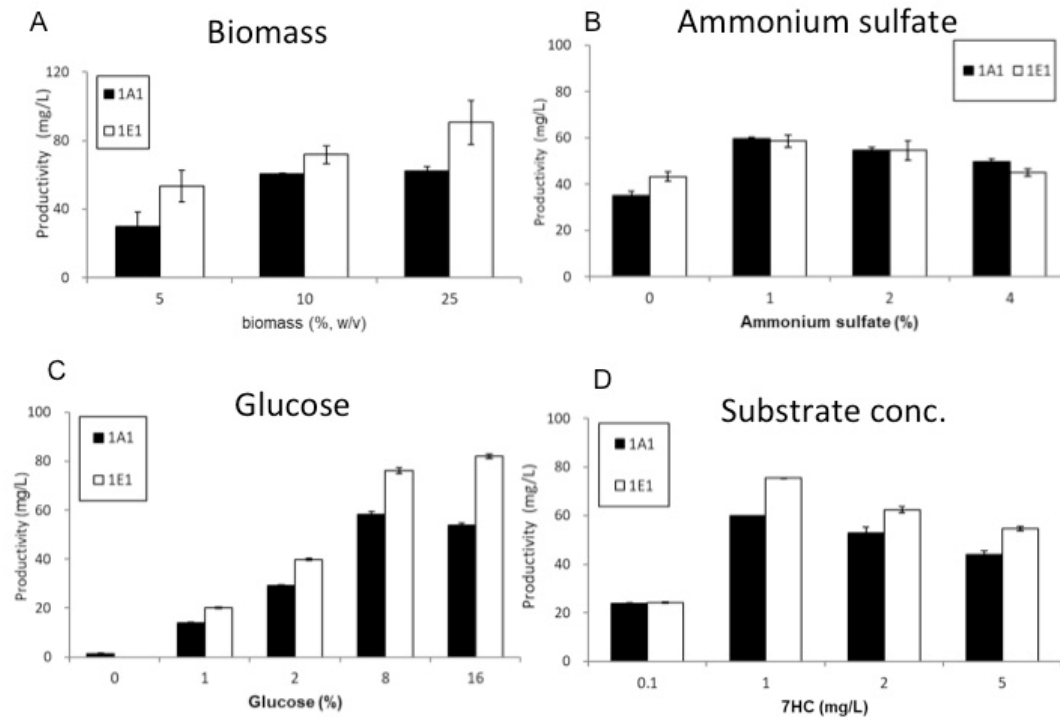 A
Biomass
Productivity (mg/L)
120
80
40
0
1A1
1E1
5
10
25
biomass (%, w/v)
B
Ammonium sulfate
Productivity (mg/L)
100
80
60
40
20
0
1A1
1E1
0
1
2
4
Ammonium sulfate (%)
C
Glucose
Productivity (mg/L)
100
80
60
40
20
0
1A1
1E1
0
1
2
8
16
Glucose (%)
D
Substrate conc.
Productivity (mg/L)
100
80
60
40
20
0
1A1
1E1
0.1
1
2
5
7HC (mg/L)